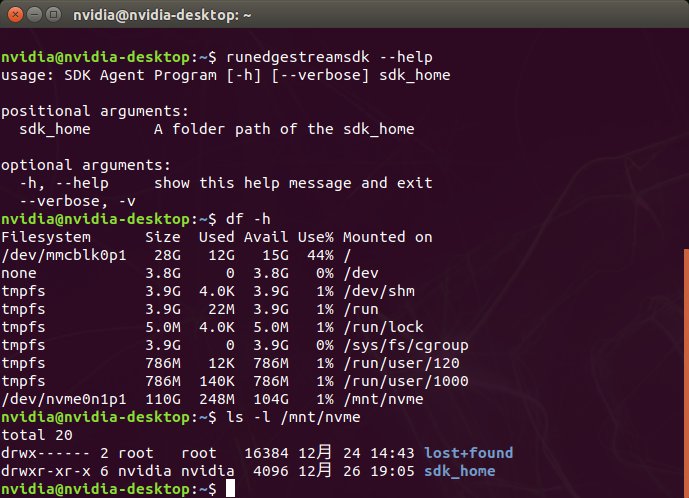 nvidia@nvidia-desktop: ~
nvidia@nvidia-desktop:~$ runedgestreamsdk --help
usage: SDK Agent Program [-h] [--verbose] sdk_home
positional arguments:
  sdk_home       A folder path of the sdk_home
optional arguments:
  -h, --help     show this help message and exit
  --verbose, -v
nvidia@nvidia-desktop:~$ df -h
Filesystem      Size  Used Avail Use% Mounted on
/dev/mmcblk0p1   28G   12G   15G  44% /
none            3.8G     0  3.8G   0% /dev
tmpfs           3.9G  4.0K  3.9G   1% /dev/shm
tmpfs           3.9G   22M  3.9G   1% /run
tmpfs           5.0M  4.0K  5.0M   1% /run/lock
tmpfs           3.9G     0  3.9G   0% /sys/fs/cgroup
tmpfs           786M   12K  786M   1% /run/user/120
tmpfs           786M  140K  786M   1% /run/user/1000
/dev/nvme0n1p1  110G  248M  104G   1% /mnt/nvme
nvidia@nvidia-desktop:~$ ls -l /mnt/nvme
total 20
drwx------ 2 root   root   16384 12月 24 14:43 lost+found
drwxr-xr-x 6 nvidia nvidia  4096 12月 26 19:05 sdk_home
nvidia@nvidia-desktop:~$